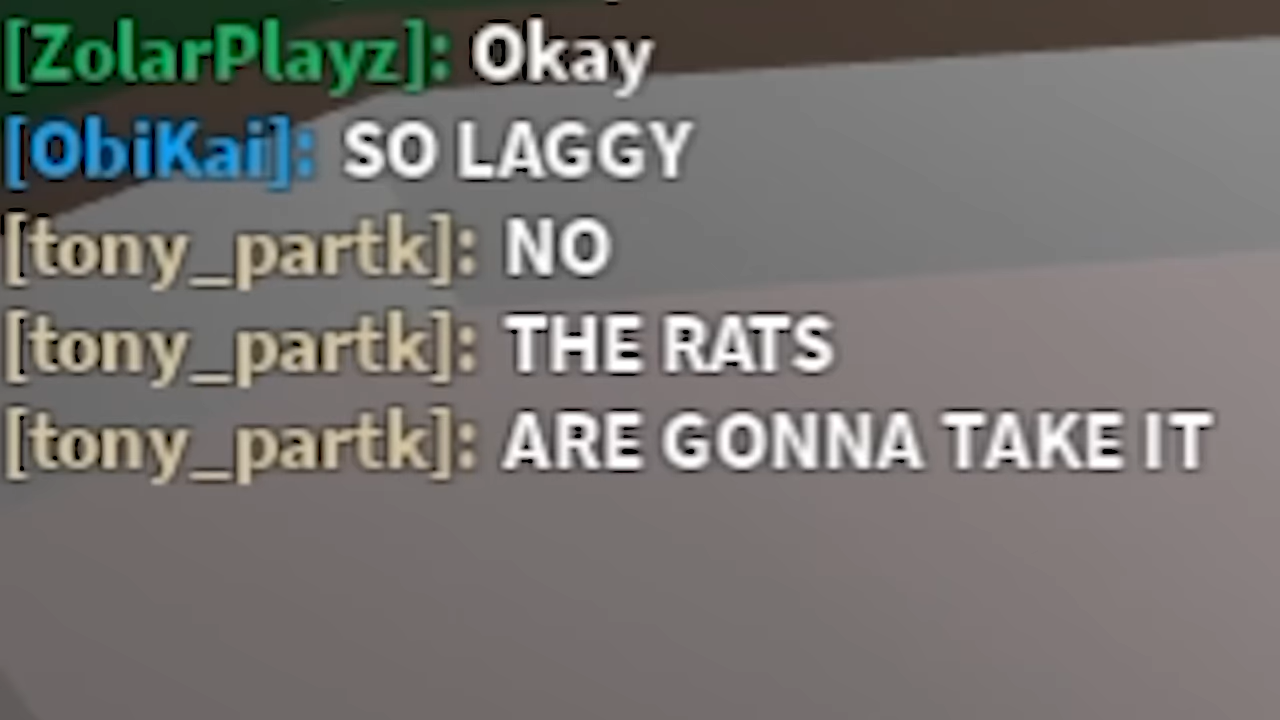 [ZolarPlayz]: Okay
[ObiKai]: SO LAGGY
[tony_partk]: NO
[tony_partk]: THE RATS
[tony_partk]: ARE GONNA TAKE IT